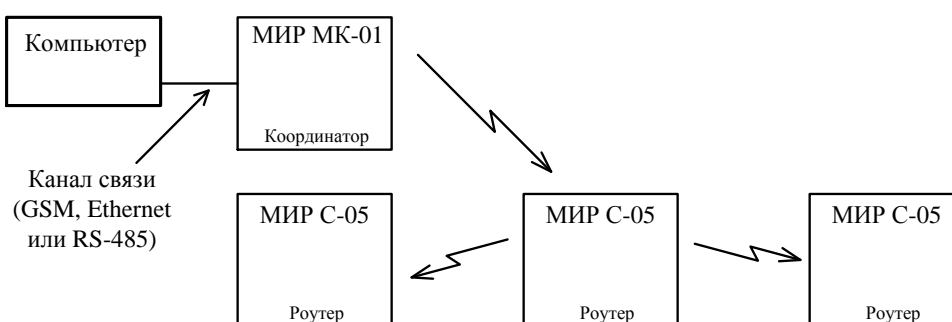 Компьютер
МИР МК-01
Координатор
Канал связи
(GSM, Ethernet
или RS-485)
МИР С-05
Роутер
МИР С-05
Роутер
МИР С-05
Роутер